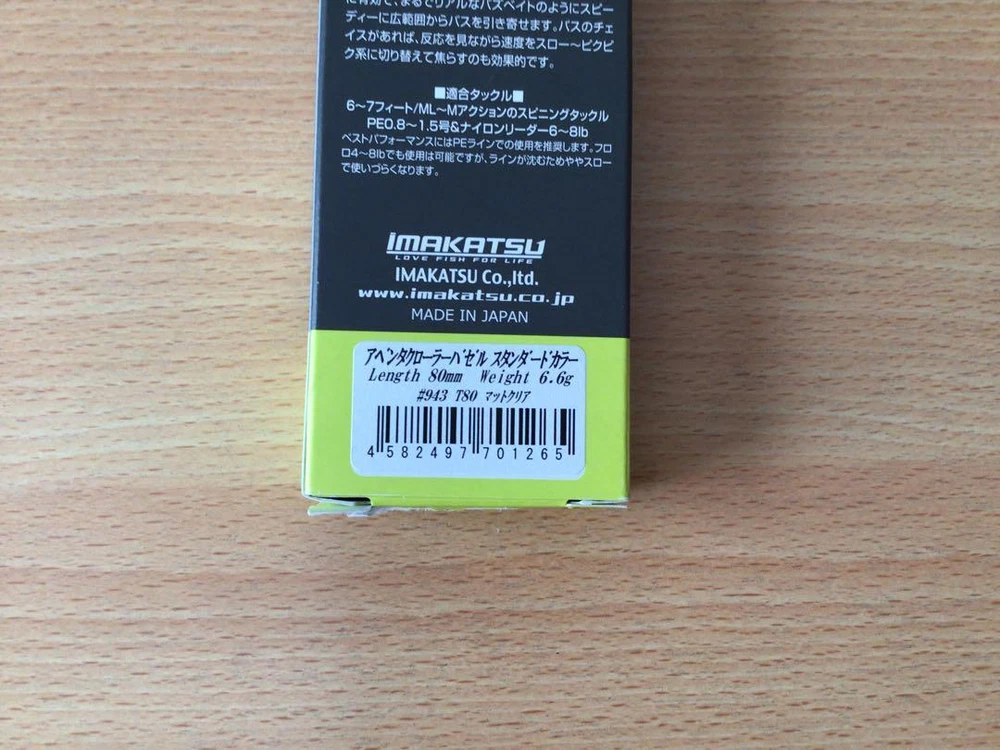 に有効で、まるでリアルなバズベイトのようにスピー
ディーに広範囲からバスを引き寄せます。バスのチェ
イスがあれば、反応を見ながら速度をスロー～ピクピ
ク系に切り替えて焦らすのも効果的です。
■適合タックル■
6～7フィート/ML～Mアクションのスピニングタックル
PE0.8～1.5号&ナイロンリーダー6～8lb
ベストパフォーマンスにはPEラインでの使用を推奨します。フロ
ロ4～8lbでも使用は可能ですが、ラインが沈むためややスロー
で使いづらくなります。
IMAKATSU
LOVE FISH FOR LIFE
IMAKATSU Co.,ltd.
www.imakatsu.co.jp
MADE IN JAPAN
アベンタクローラーバゼル スタンダードカラー
Length 80mm Weight 6.6g
#943 T80 マットクリア
4 582497 701265